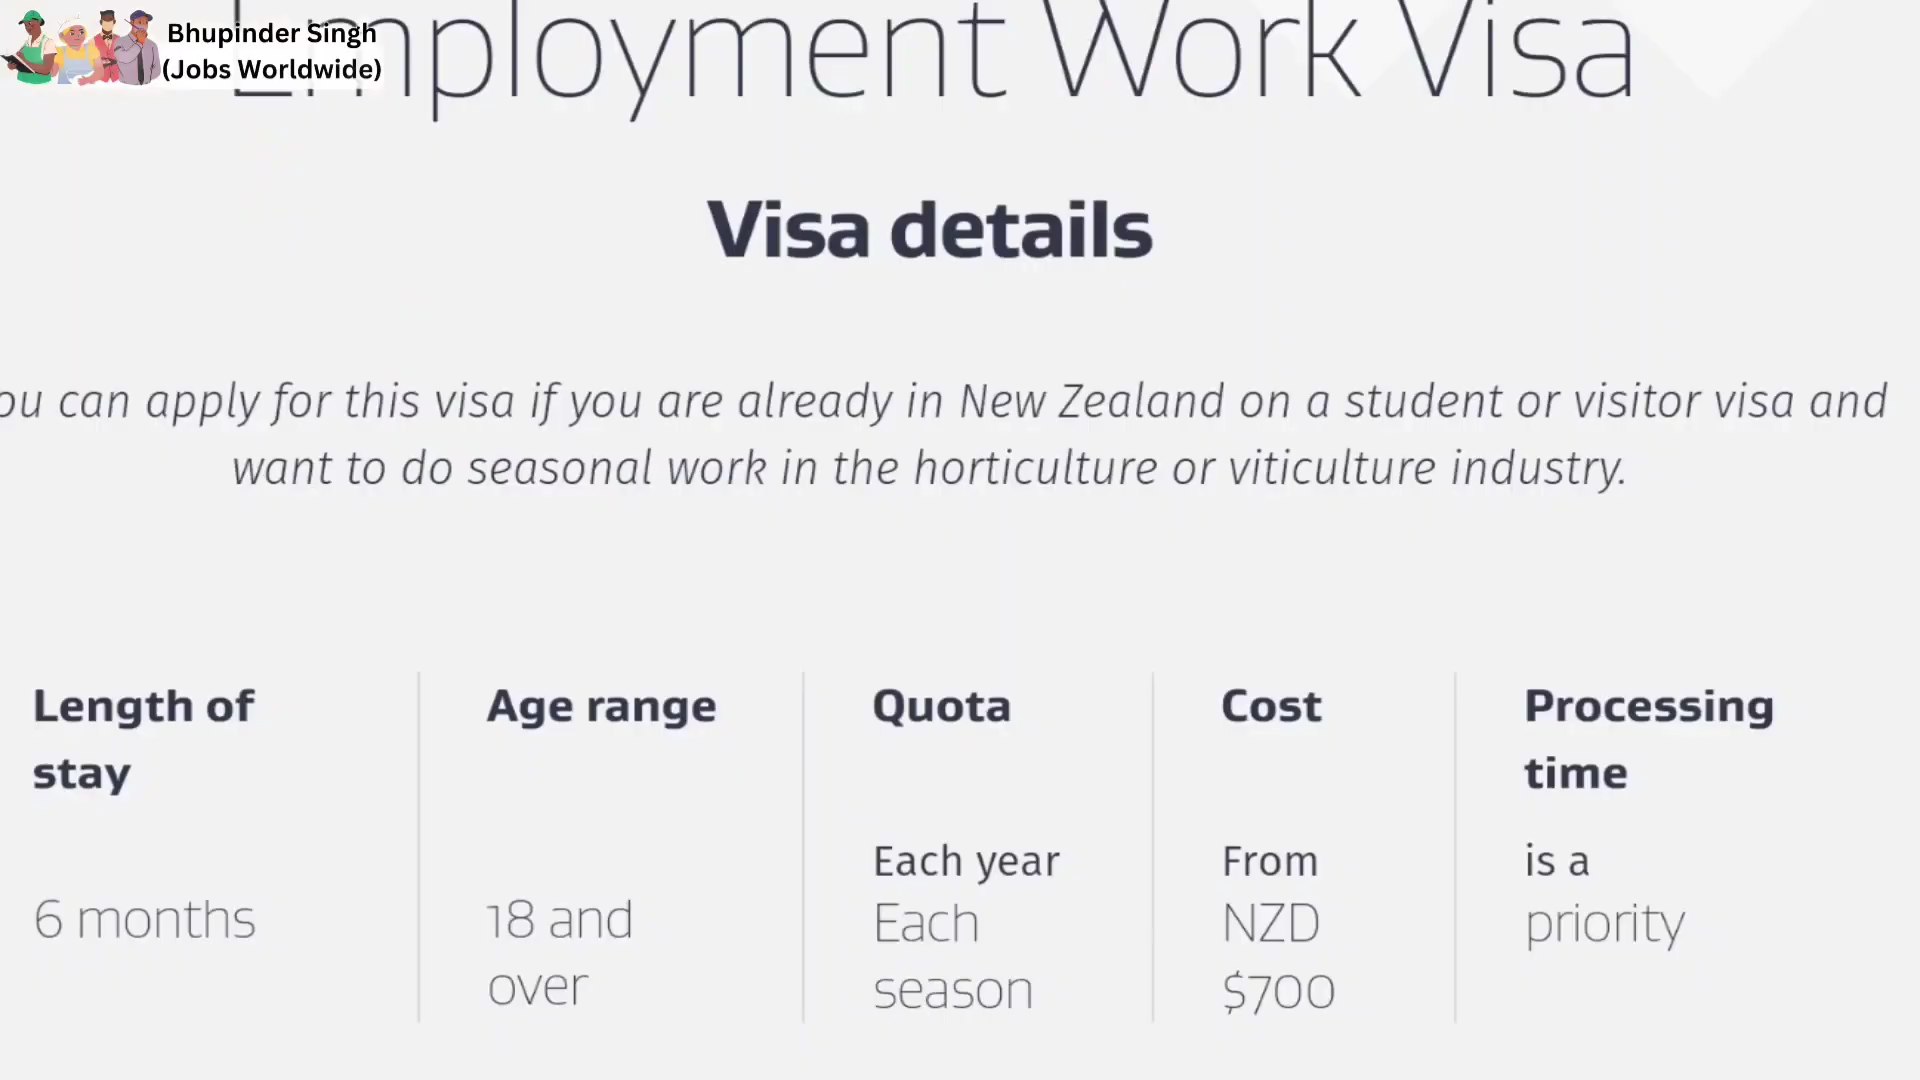 Bhupinder Singh
(Jobs Worldwide)
Employment Work Visa
Visa details
ou can apply for this visa if you are already in New Zealand on a student or visitor visa and
want to do seasonal work in the horticulture or viticulture industry.
Length of
stay
6 months
Age range
18 and
over
Quota
Each year
Each
season
Cost
From
NZD
$700
Processing
time
is a
priority